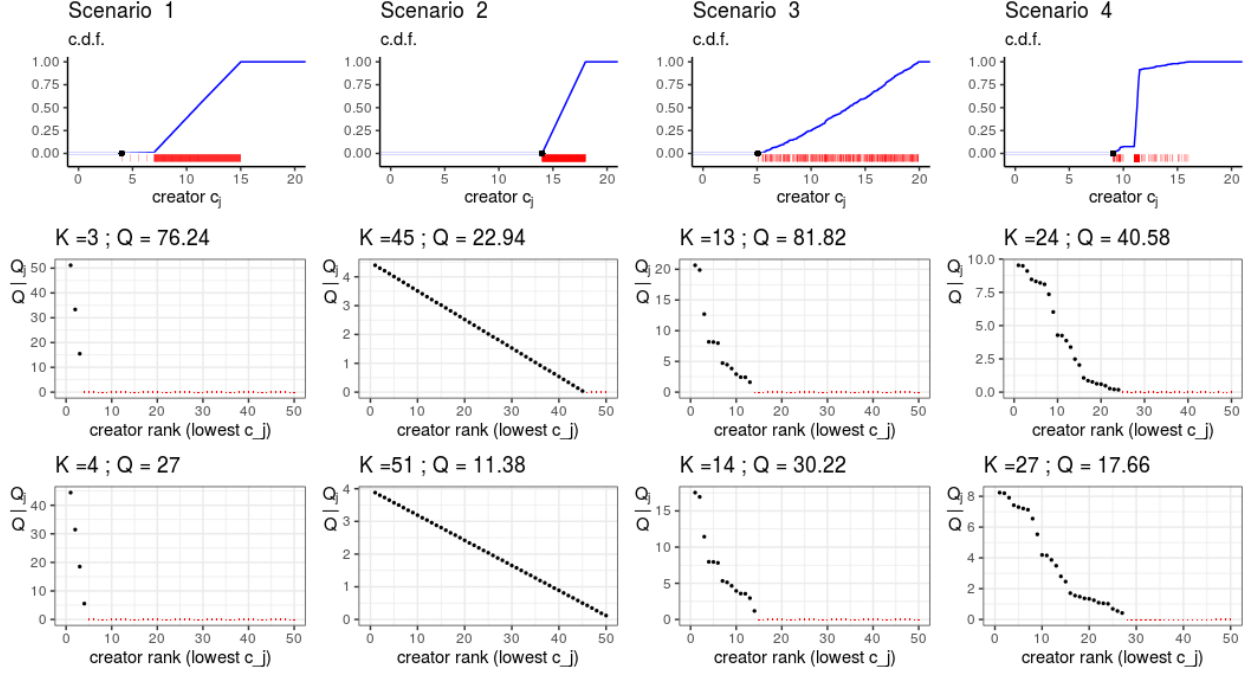 Scenario 1
Scenario 2
Scenario 3
Scenario 4
c.d.f.
c.d.f.
c.d.f.
c.d.f.
1.00
0.75
0.50
0.25
0.00
0 5 10 15 20
creator cj
1.00
0.75
0.50
0.25
0.00
0 5 10 15 20
creator cj
1.00
0.75
0.50
0.25
0.00
0 5 10 15 20
creator cj
1.00
0.75
0.50
0.25
0.00
0 5 10 15 20
creator cj
K =3 ; Q = 76.24
Qj
Q
50
40
30
20
10
0
0 10 20 30 40 50
creator rank (lowest c_j)
K =45 ; Q = 22.94
Qj
Q
4
3
2
1
0
0 10 20 30 40 50
creator rank (lowest c_j)
K =13 ; Q = 81.82
Qj
Q
20
15
10
5
0
0 10 20 30 40 50
creator rank (lowest c_j)
K =24 ; Q = 40.58
Qj
Q
10.0
7.5
5.0
2.5
0.0
0 10 20 30 40 50
creator rank (lowest c_j)
K =4 ; Q = 27
Qj
Q
40
30
20
10
0
0 10 20 30 40 50
creator rank (lowest c_j)
K =51 ; Q = 11.38
Qj
Q
4
3
2
1
0
0 10 20 30 40 50
creator rank (lowest c_j)
K =14 ; Q = 30.22
Qj
Q
15
10
5
0
0 10 20 30 40 50
creator rank (lowest c_j)
K =27 ; Q = 17.66
Qj
Q
8
6
4
2
0
0 10 20 30 40 50
creator rank (lowest c_j)